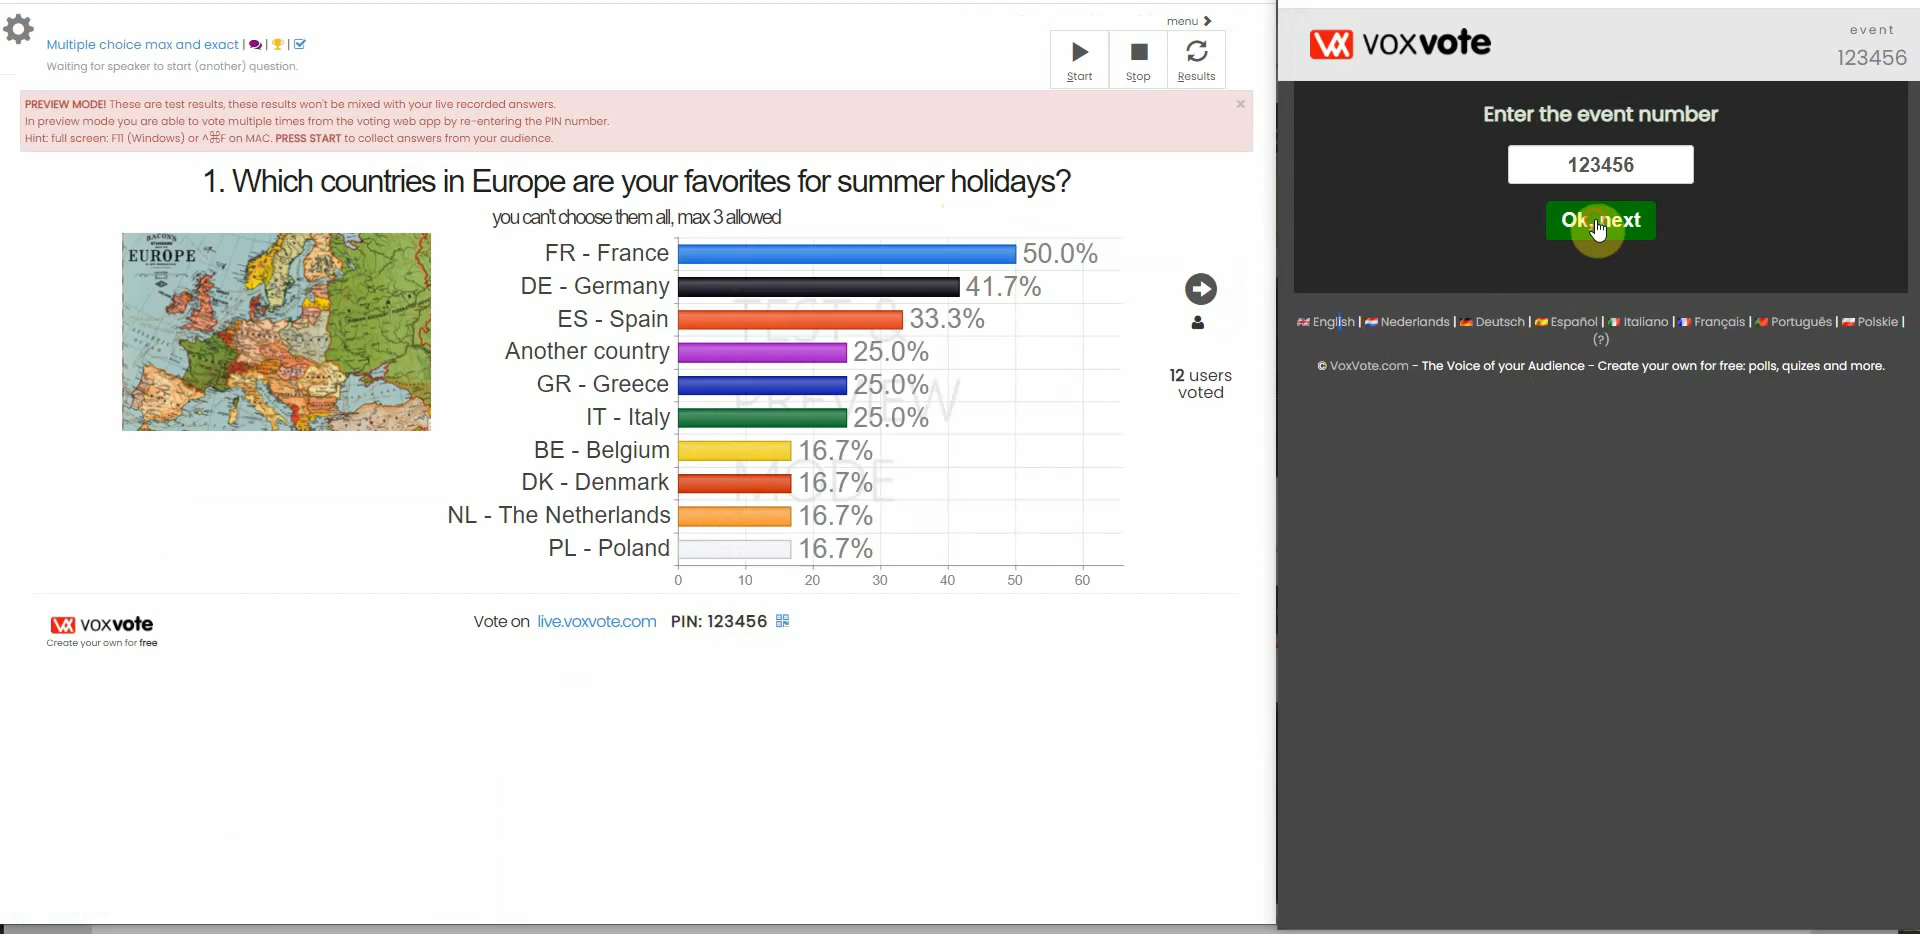 menu
Multiple choice max and exact | | |
Waiting for speaker to start (another) question.
Start
Stop
Results
PREVIEW MODE! These are test results, these results won't be mixed with your live recorded answers.
In preview mode you are able to vote multiple times from the voting web app by re-entering the PIN number.
Hint: full screen: F11 (Windows) or ^⌘F on MAC. PRESS START to collect answers from your audience.
1. Which countries in Europe are your favorites for summer holidays?
you can't choose them all, max 3 allowed
BACON'S
STANDARD
MAP OF
EUROPE
FR - France 50.0%
DE - Germany 41.7%
ES - Spain 33.3%
Another country 25.0%
GR - Greece 25.0%
IT - Italy 25.0%
BE - Belgium 16.7%
DK - Denmark 16.7%
NL - The Netherlands 16.7%
PL - Poland 16.7%
0 10 20 30 40 50 60
TEST &
PREVIEW
MODE
12 users
voted
voxvote
Create your own for free
Vote on live.voxvote.com PIN: 123456
voxvote
event
123456
Enter the event number
123456
Ok, next
English | Nederlands | Deutsch | Español | Italiano | Français | Português | Polskie |
(?)
© VoxVote.com - The Voice of your Audience - Create your own for free: polls, quizes and more.